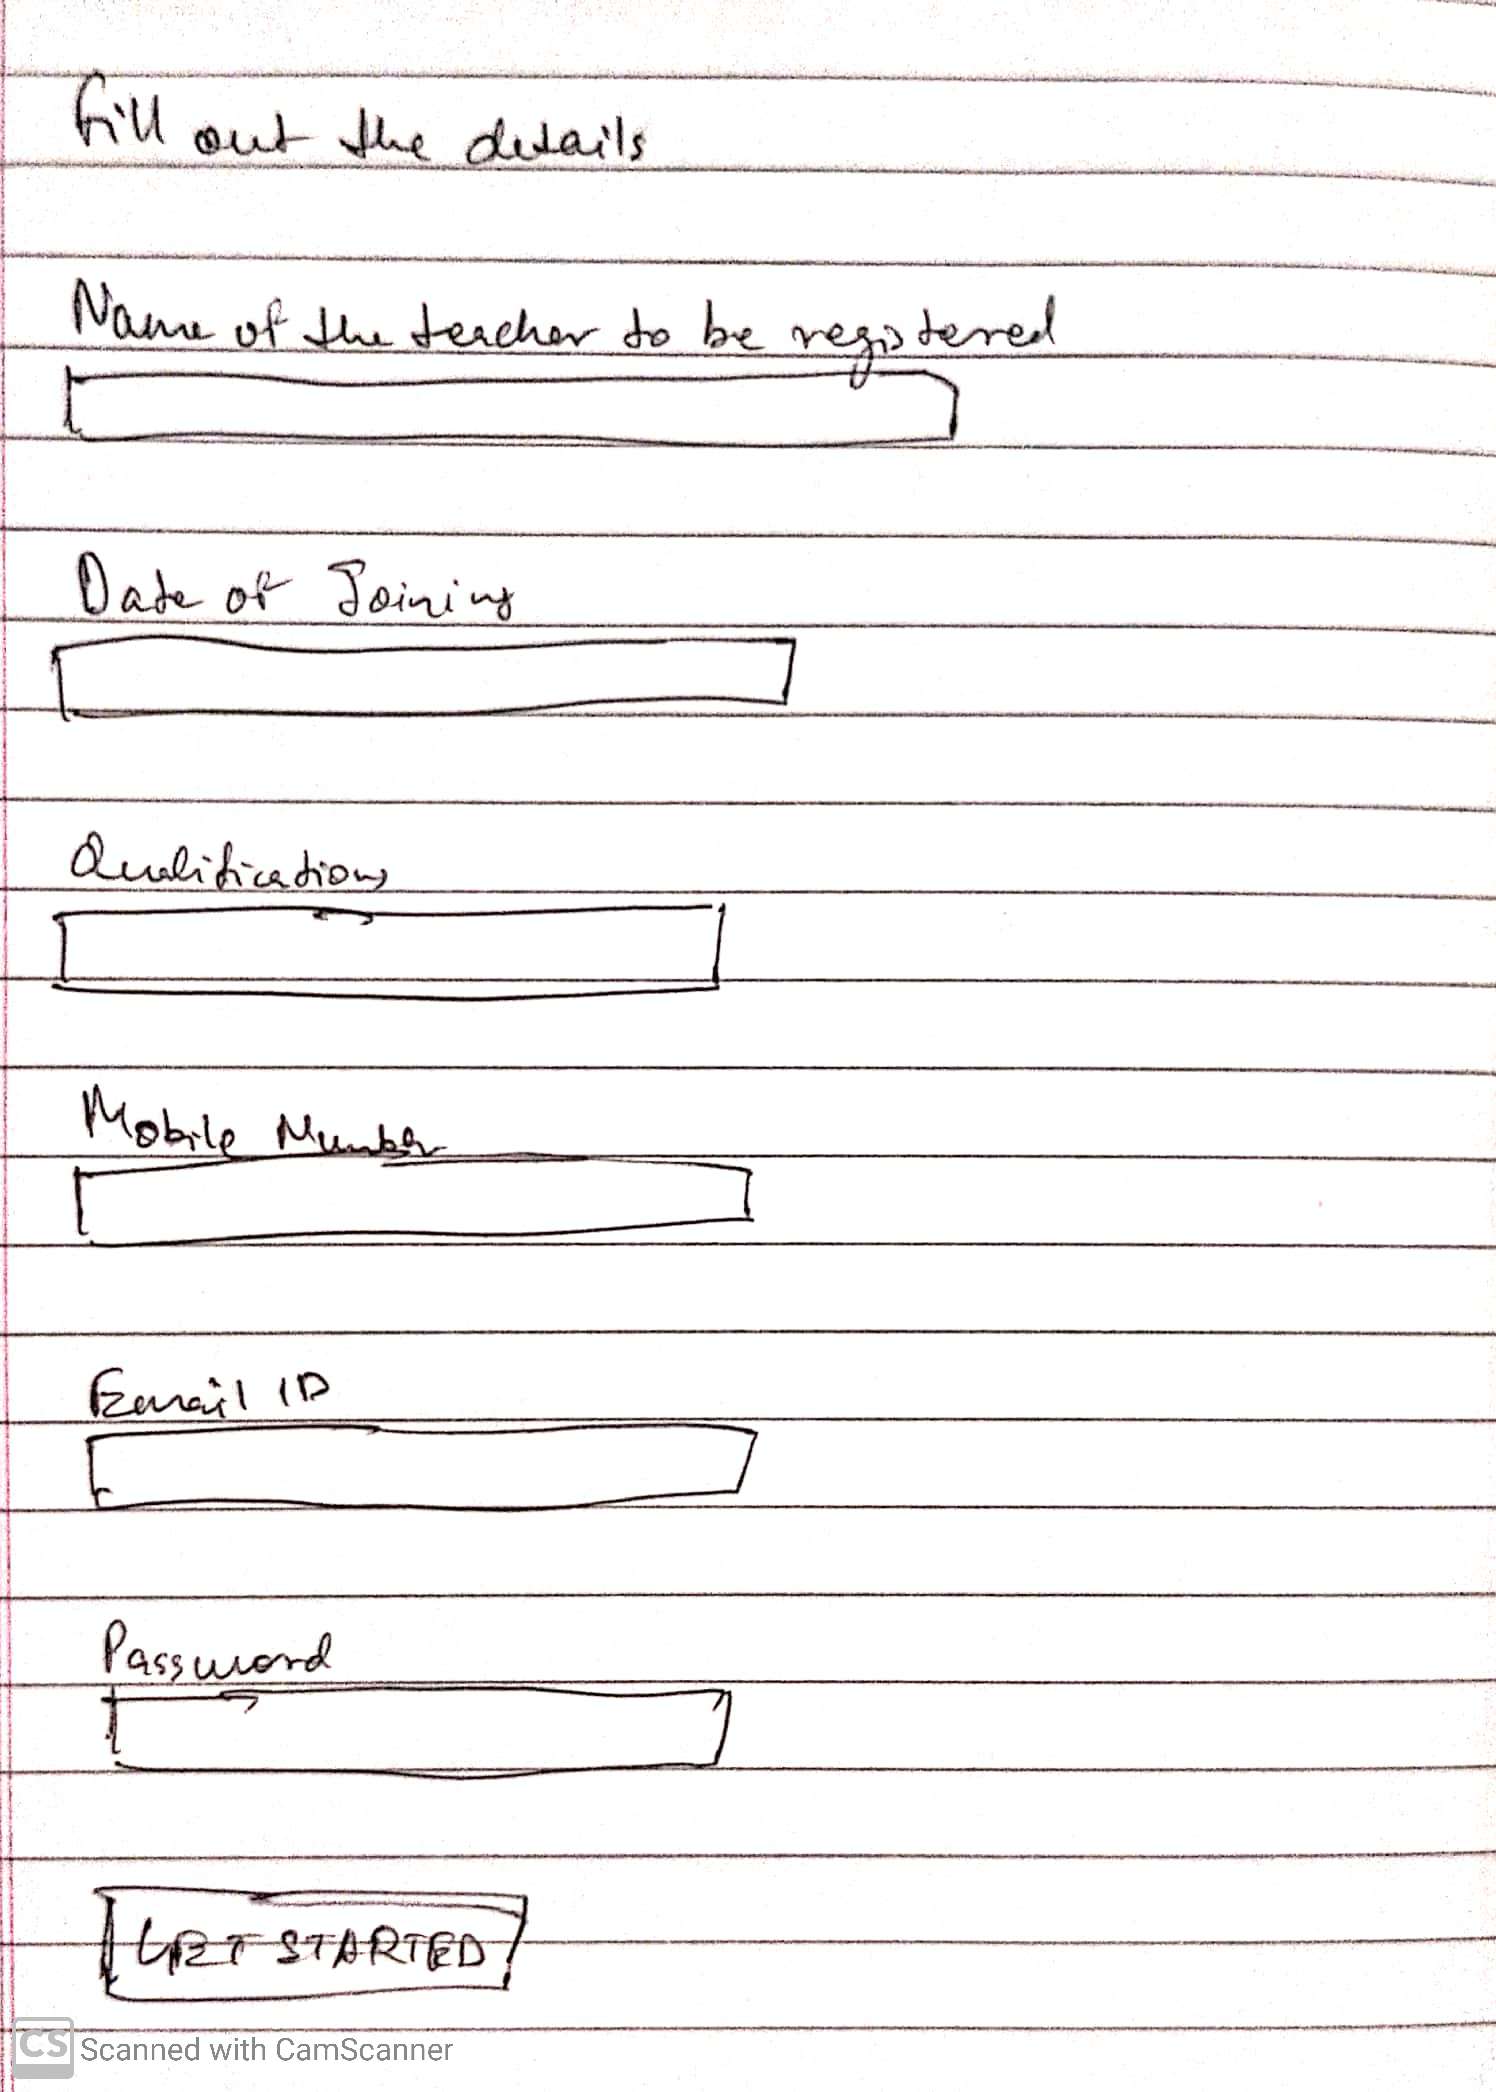 Fill out the details
Name of the teacher to be registered
Date of Joining
Qualifications
Mobile Number
Email ID
Password
GET STARTED
CS Scanned with CamScanner